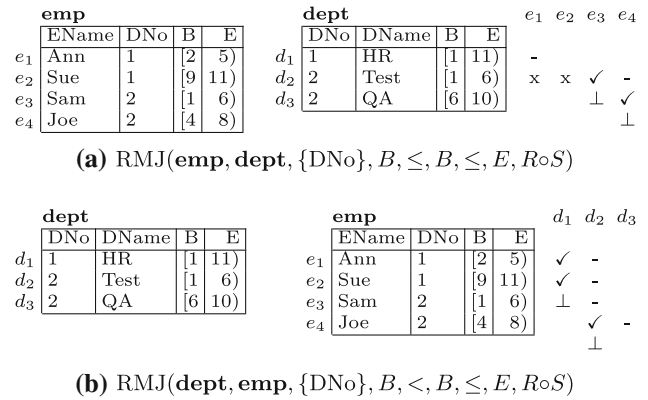 emp dept e₁ e₂ e₃ e₄
EName DNo B E DNo DName B E
e₁ Ann 1 [2 5) d₁ 1 HR [1 11) -
e₂ Sue 1 [9 11) d₂ 2 Test [1 6) x x ✓ -
e₃ Sam 2 [1 6) d₃ 2 QA [6 10) ⊥ ✓
e₄ Joe 2 [4 8) ⊥
(a) RMJ(emp, dept, {DNo}, B, ≤, B, ≤, E, R∘S)
dept emp d₁ d₂ d₃
DNo DName B E EName DNo B E
d₁ 1 HR [1 11) e₁ Ann 1 [2 5) ✓ -
d₂ 2 Test [1 6) e₂ Sue 1 [9 11) ✓ -
d₃ 2 QA [6 10) e₃ Sam 2 [1 6) ⊥ -
e₄ Joe 2 [4 8) ✓ -
⊥
(b) RMJ(dept, emp, {DNo}, B, <, B, ≤, E, R∘S)